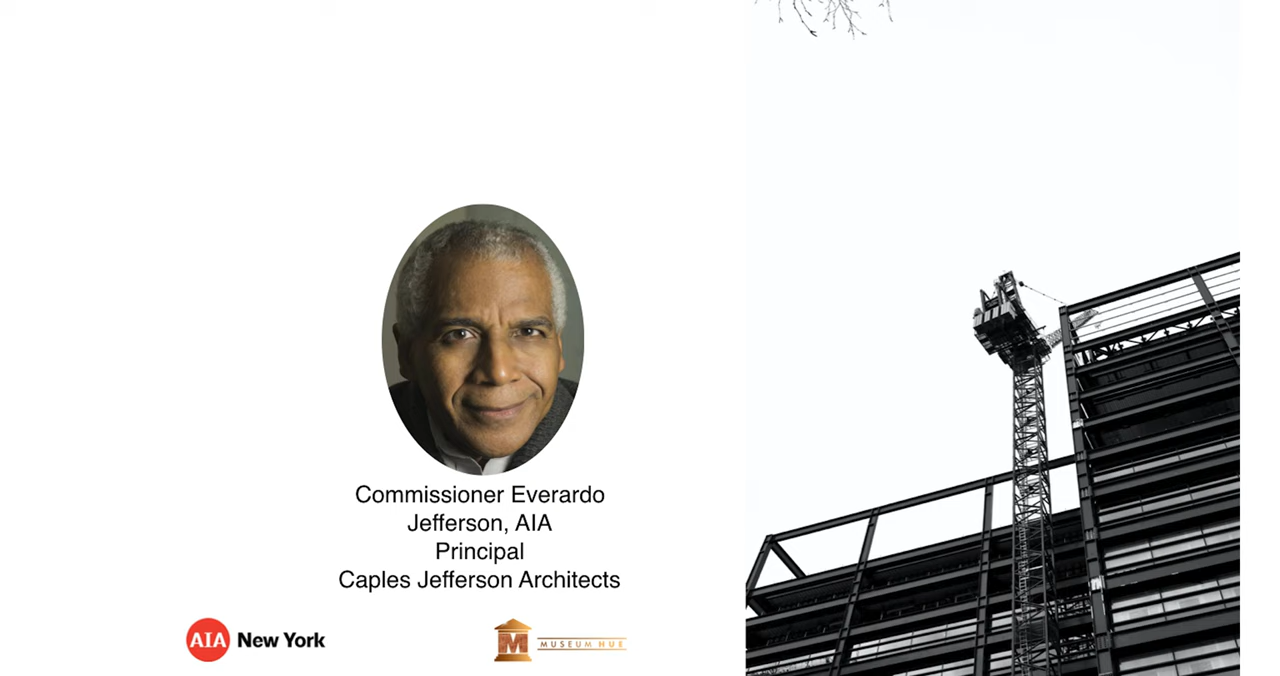 Commissioner Everardo
Jefferson, AIA
Principal
Caples Jefferson Architects
AIA New York
M MUSEUM HUE